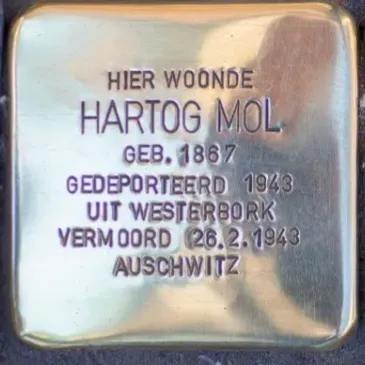 HIER WOONDE
HARTOG MOL
GEB. 1867
GEDEPORTEERD 1943
UIT WESTERBORK
VERMOORD 26.2.1943
AUSCHWITZ